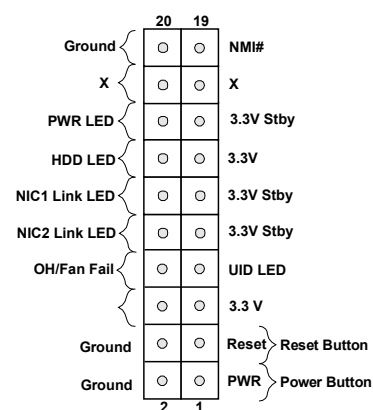 20 19
Ground NMI#
X X
PWR LED 3.3V Stby
HDD LED 3.3V
NIC1 Link LED 3.3V Stby
NIC2 Link LED 3.3V Stby
OH/Fan Fail UID LED
3.3 V
Ground Reset Reset Button
Ground PWR Power Button
2 1